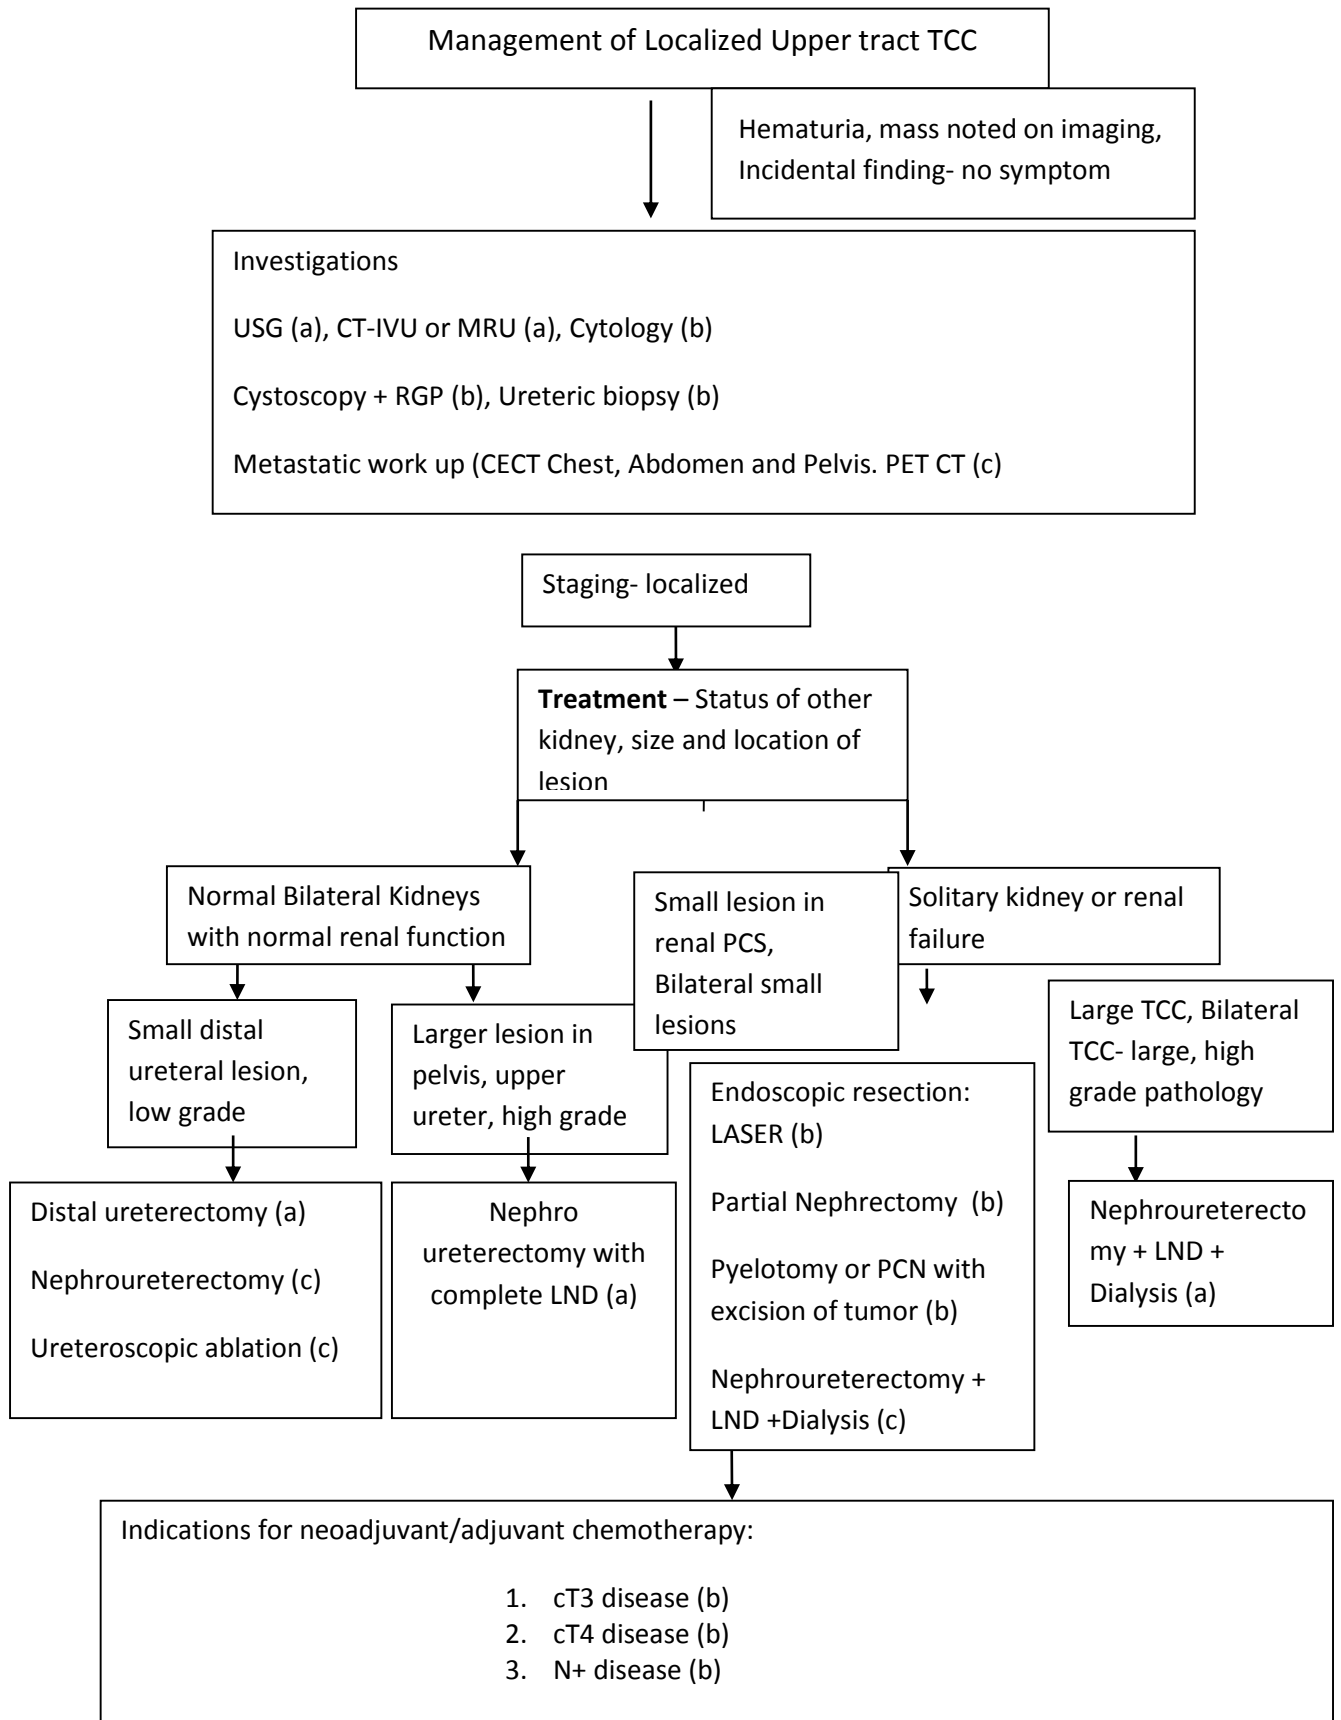 Management of Localized Upper tract TCC
Hematuria, mass noted on imaging,
Incidental finding- no symptom
Investigations
USG (a), CT-IVU or MRU (a), Cytology (b)
Cystoscopy + RGP (b), Ureteric biopsy (b)
Metastatic work up (CECT Chest, Abdomen and Pelvis. PET CT (c)
Staging- localized
Treatment – Status of other
kidney, size and location of
lesion
Normal Bilateral Kidneys
with normal renal function
Small lesion in
renal PCS,
Bilateral small
lesions
Solitary kidney or renal
failure
Small distal
ureteral lesion,
low grade
Larger lesion in
pelvis, upper
ureter, high grade
Large TCC, Bilateral
TCC- large, high
grade pathology
Distal ureterectomy (a)
Nephroureterectomy (c)
Ureteroscopic ablation (c)
Nephro
ureterectomy with
complete LND (a)
Endoscopic resection:
LASER (b)
Partial Nephrectomy (b)
Pyelotomy or PCN with
excision of tumor (b)
Nephroureterectomy +
LND +Dialysis (c)
Nephroureterecto
my + LND +
Dialysis (a)
Indications for neoadjuvant/adjuvant chemotherapy:
1. cT3 disease (b)
2. cT4 disease (b)
3. N+ disease (b)